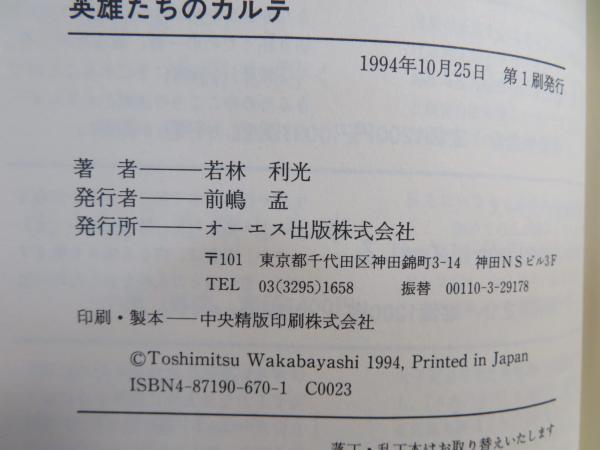 英雄たちのカルテ
1994年10月25日 第1刷発行
著 者———若林 利光
発行者———前嶋 孟
発行所———オーエス出版株式会社
〒101 東京都千代田区神田錦町3-14 神田NSビル3F
TEL 03(3295)1658 振替 00110-3-29178
印刷・製本——中央精版印刷株式会社
©Toshimitsu Wakabayashi 1994, Printed in Japan
ISBN4-87190-670-1 C0023
落丁・乱丁本はお取り替えいたします